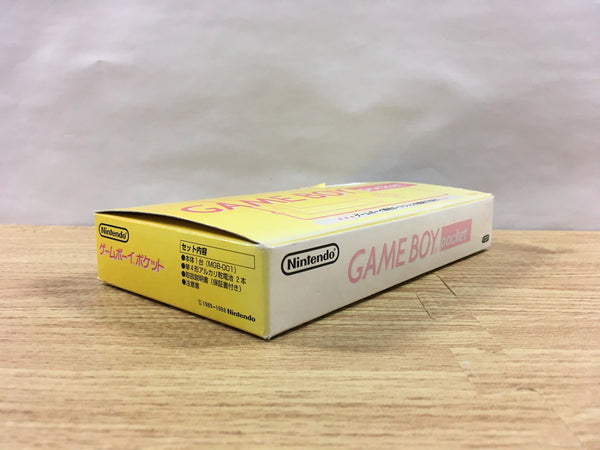 GAME BOY pocket
Nintendo
ゲームボーイ、ポケット
セット内容
●本体1台 (MGB-001)
●単4形アルカリ乾電池 2本
●取扱説明書 (保証書付き)
●注意書
© 1989~1996 Nintendo
Nintendo
GAME BOY pocket